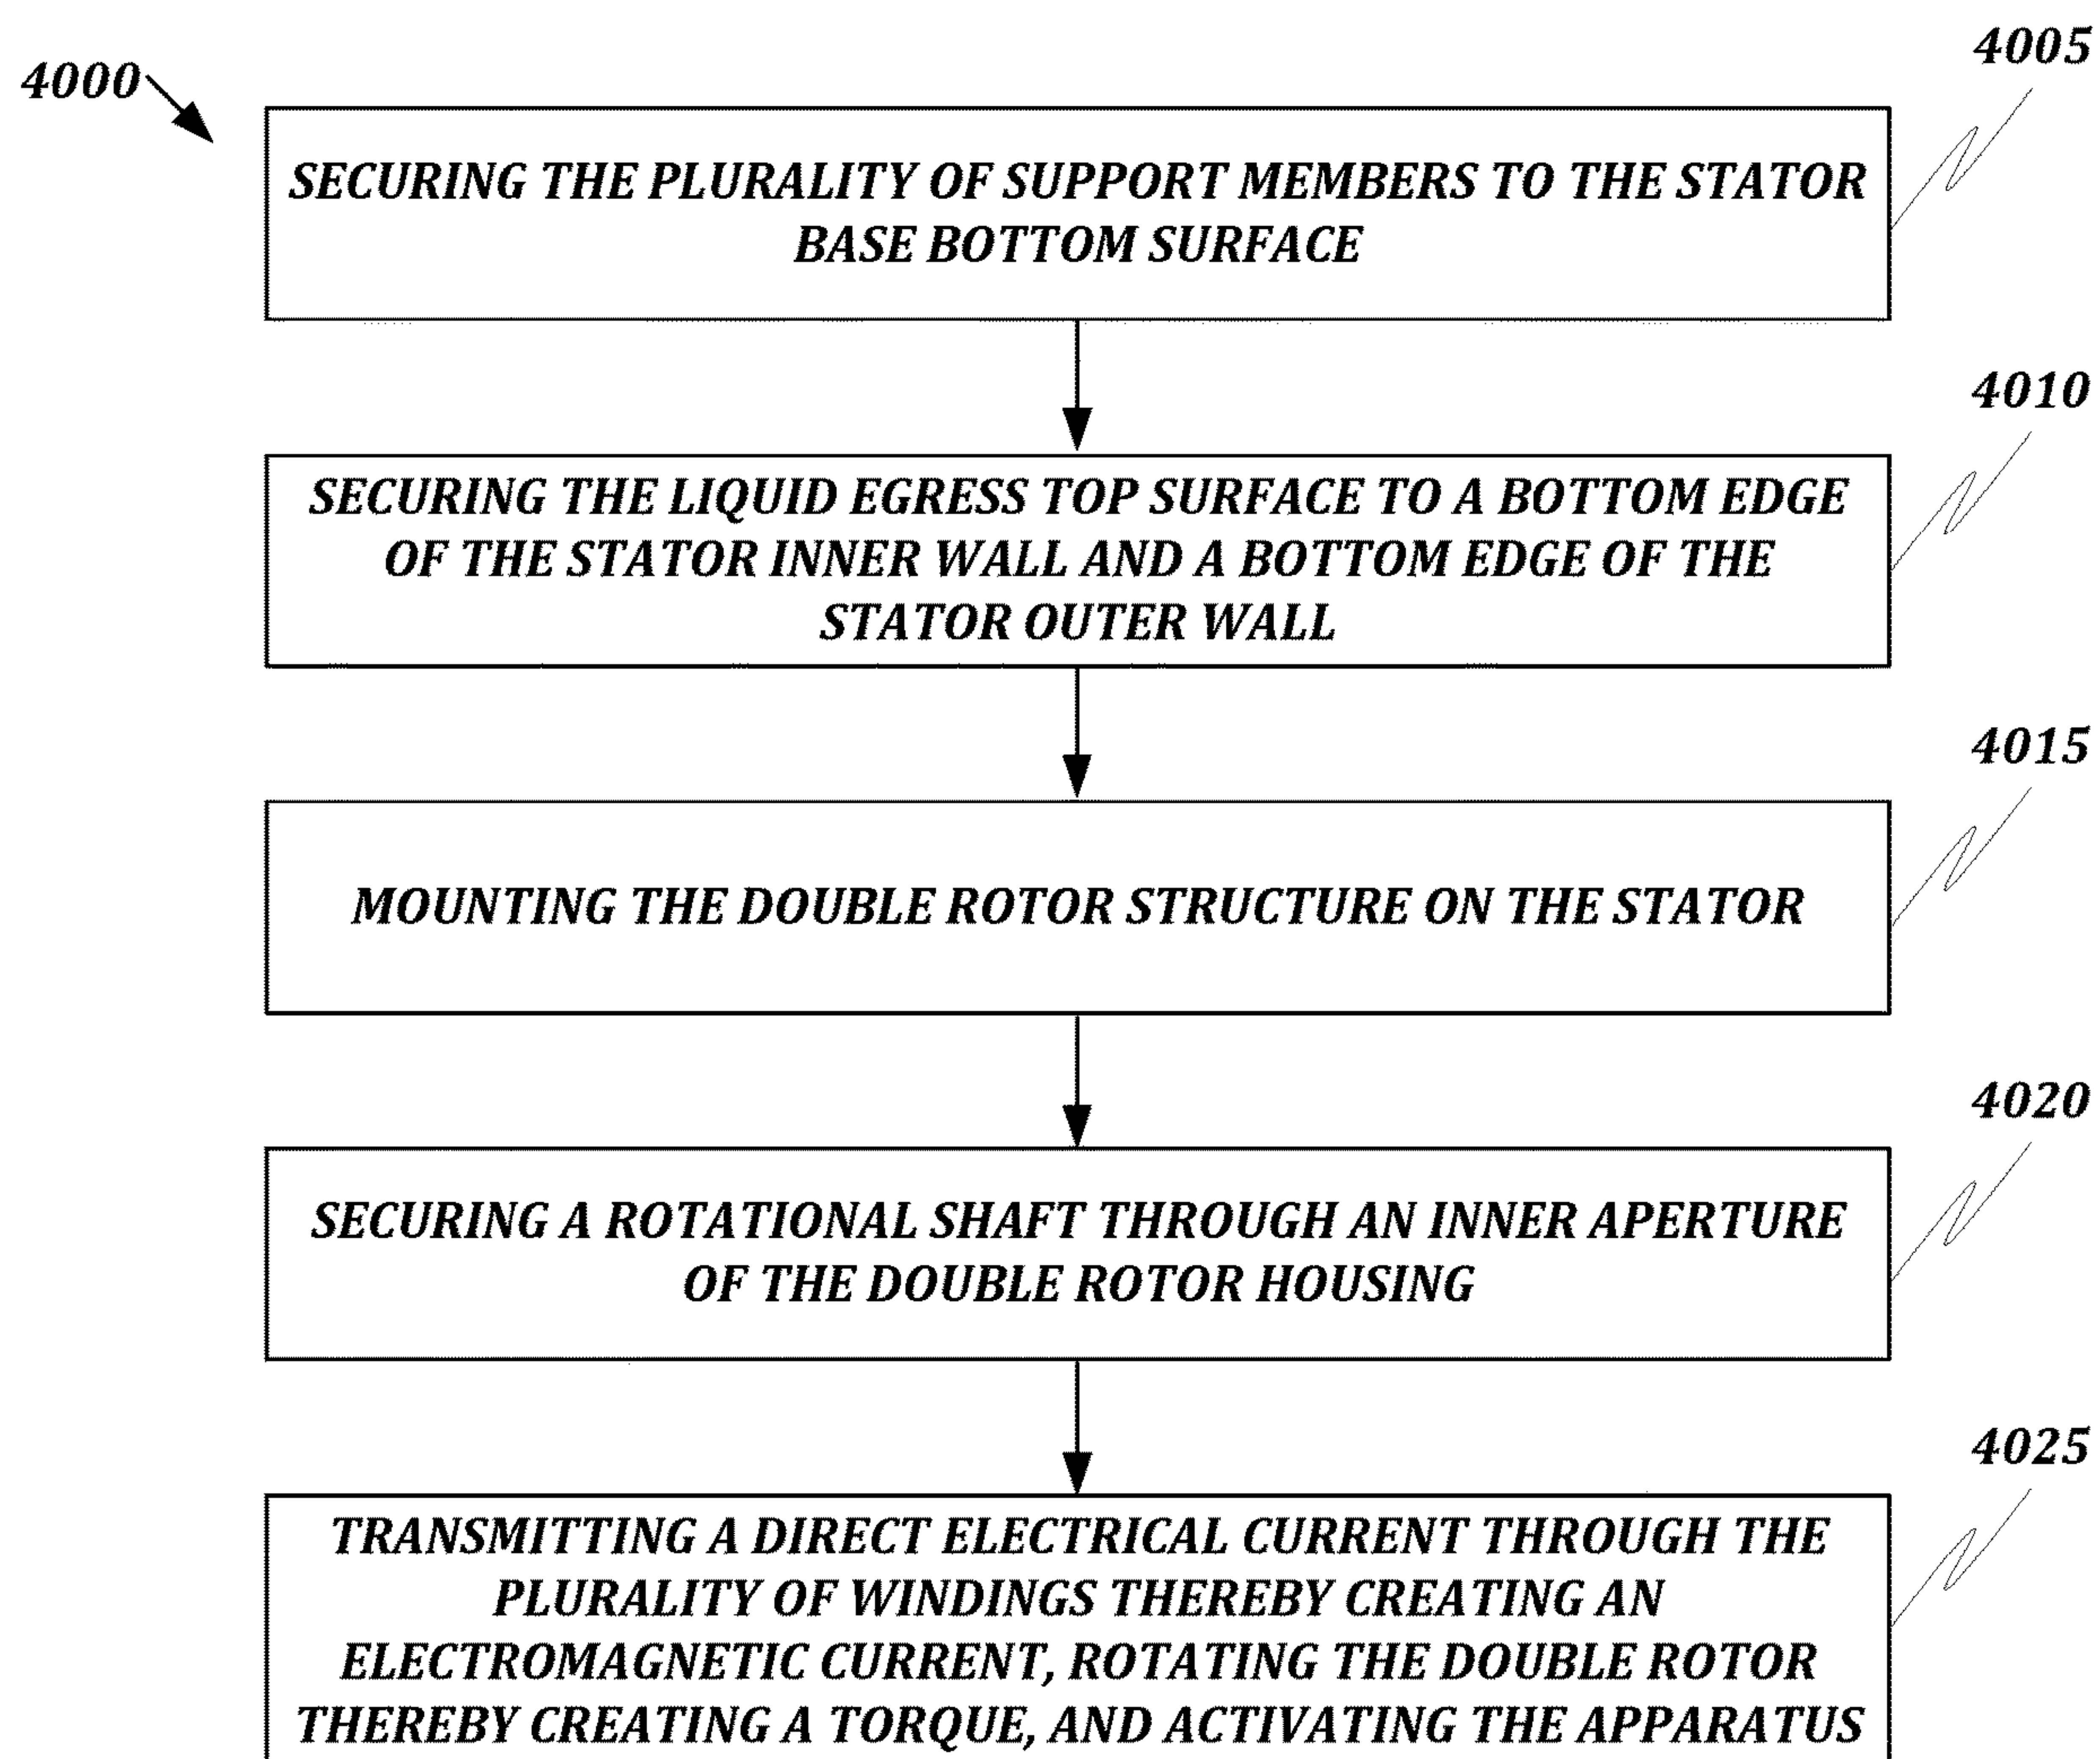 4000
4005
SECURING THE PLURALITY OF SUPPORT MEMBERS TO THE STATOR
BASE BOTTOM SURFACE
4010
SECURING THE LIQUID EGRESS TOP SURFACE TO A BOTTOM EDGE
OF THE STATOR INNER WALL AND A BOTTOM EDGE OF THE
STATOR OUTER WALL
4015
MOUNTING THE DOUBLE ROTOR STRUCTURE ON THE STATOR
4020
SECURING A ROTATIONAL SHAFT THROUGH AN INNER APERTURE
OF THE DOUBLE ROTOR HOUSING
4025
TRANSMITTING A DIRECT ELECTRICAL CURRENT THROUGH THE
PLURALITY OF WINDINGS THEREBY CREATING AN
ELECTROMAGNETIC CURRENT, ROTATING THE DOUBLE ROTOR
THEREBY CREATING A TORQUE, AND ACTIVATING THE APPARATUS